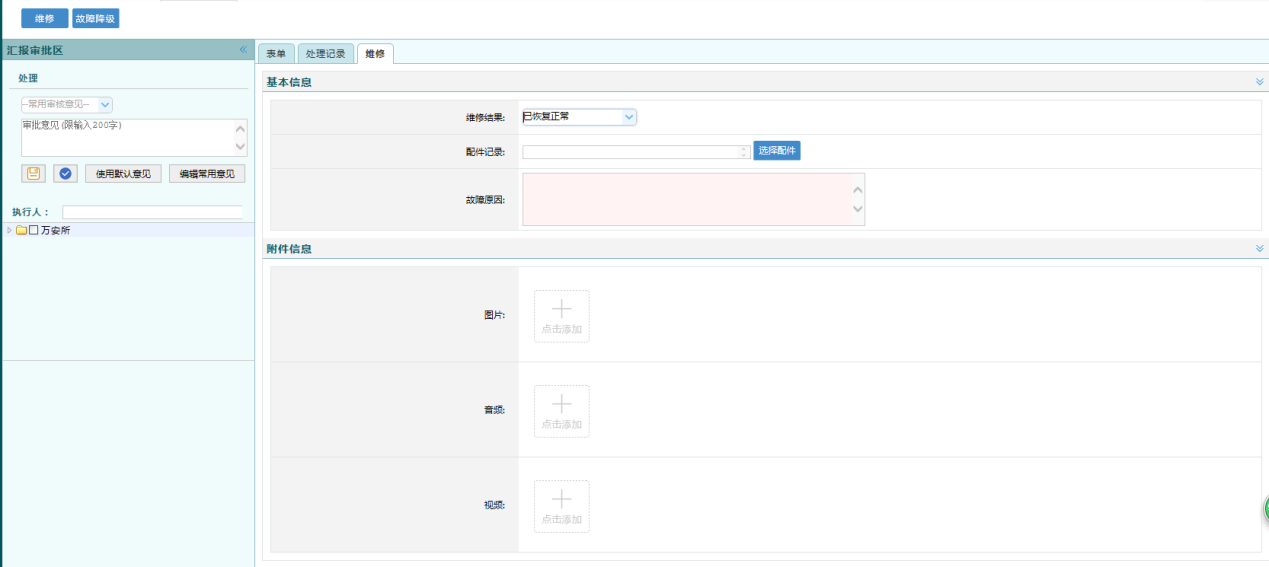 维修 故障降级
汇报审批区
处理
--常用审核意见--
审批意见(限输入200字)
使用默认意见 编辑常用意见
执行人：
万安所
表单 处理记录 维修
基本信息
维修结果: 已恢复正常
配件记录: 选择配件
故障原因:
附件信息
图片: 点击添加
音频: 点击添加
视频: 点击添加